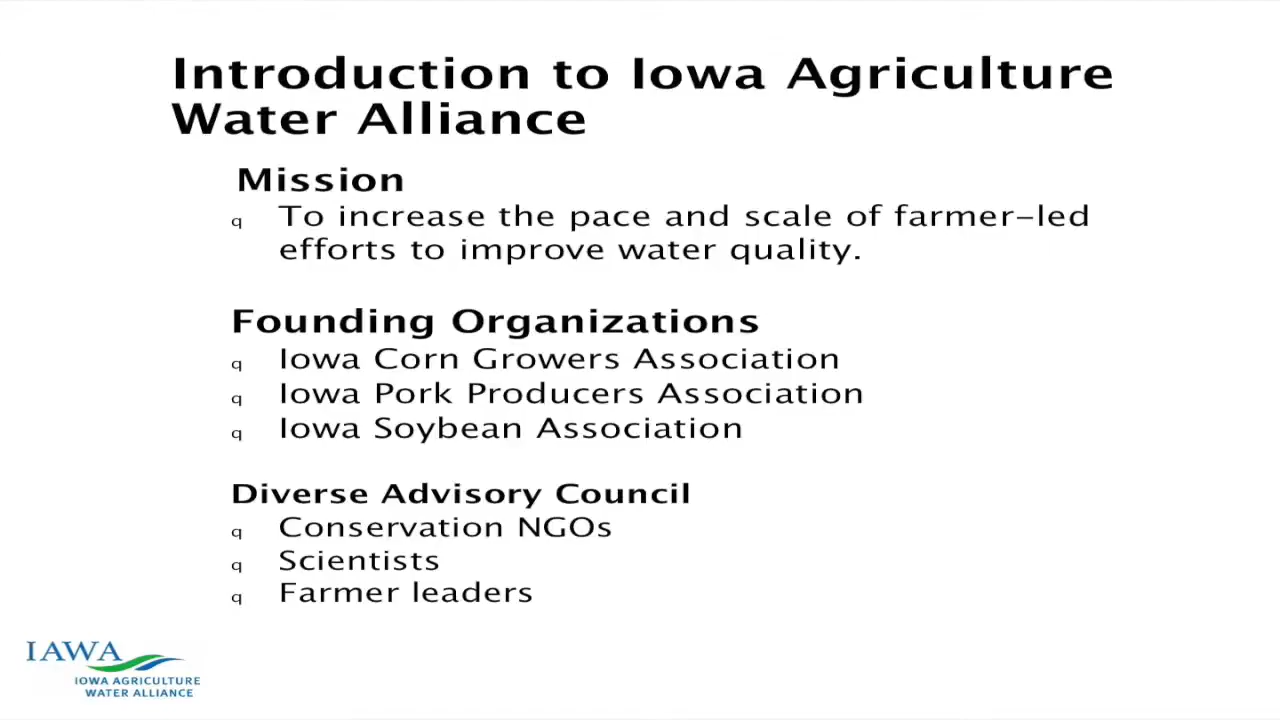 Introduction to Iowa Agriculture
Water Alliance
Mission
q To increase the pace and scale of farmer-led
efforts to improve water quality.
Founding Organizations
q Iowa Corn Growers Association
q Iowa Pork Producers Association
q Iowa Soybean Association
Diverse Advisory Council
q Conservation NGOs
q Scientists
q Farmer leaders
IAWA
IOWA AGRICULTURE
WATER ALLIANCE